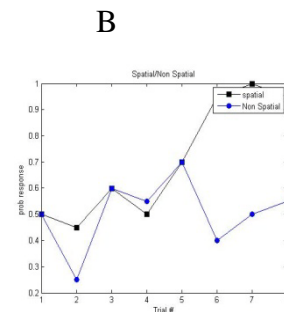 B
Spatial/Non Spatial
spatial
Non Spatial
prob response
1
0.9
0.8
0.7
0.6
0.5
0.4
0.3
0.2
1 2 3 4 5 6 7
Trial #